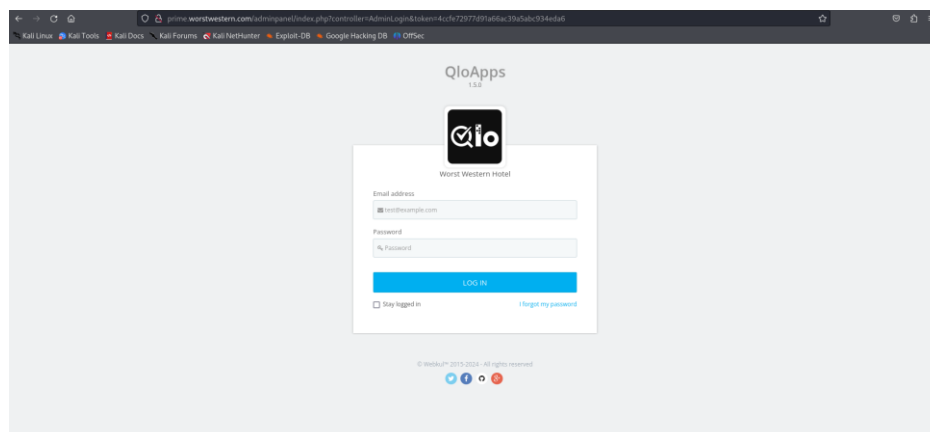 prime.worstwestern.com/adminpanel/index.php?controller=AdminLogin&token=4ccfe72977d91a66ac39a5abc934eda6
Kali Linux Kali Tools Kali Docs Kali Forums Kali NetHunter Exploit-DB Google Hacking DB OffSec
QloApps
1.5.0
Qlo
Worst Western Hotel
Email address
test@example.com
Password
Password
LOG IN
Stay logged in I forgot my password
© Webkul™ 2015-2024 - All rights reserved